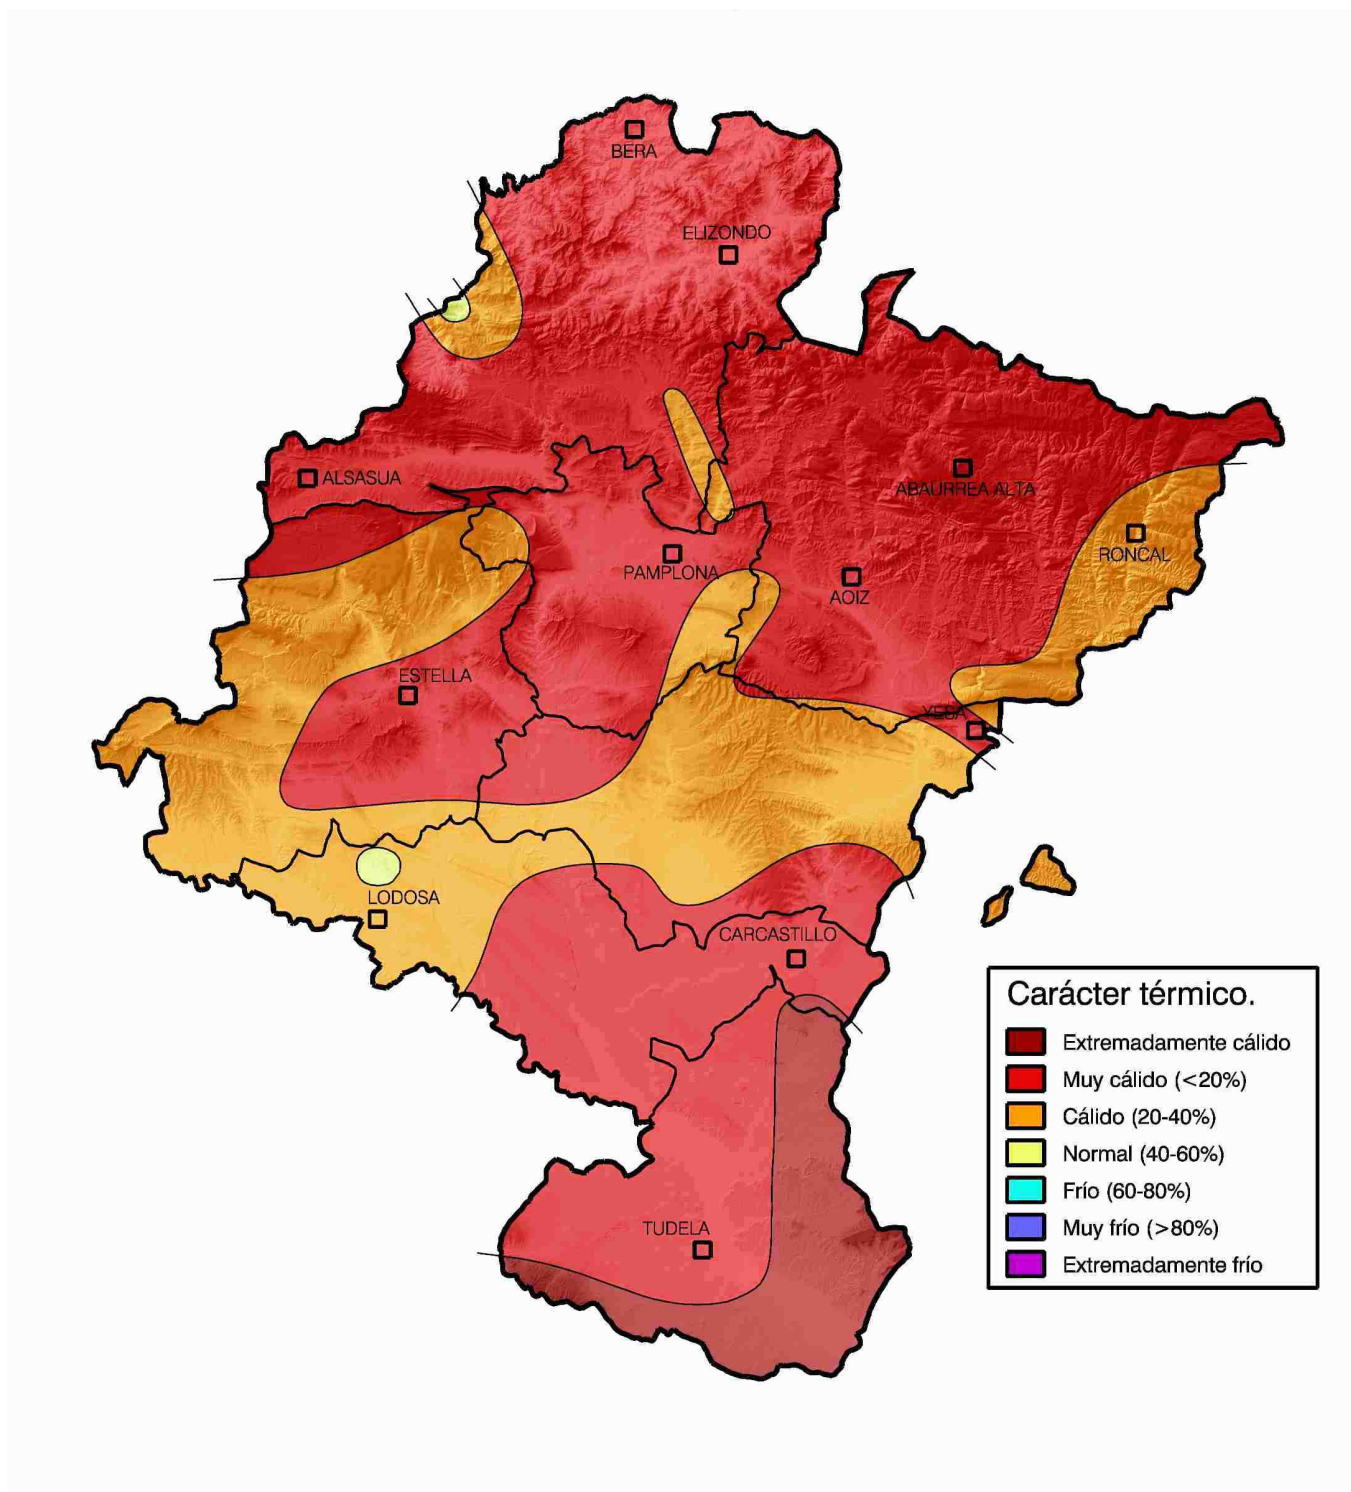 BERA
ELIZONDO
ALSASUA
ABAURREA ALTA
RONCAL
PAMPLONA
AOIZ
ESTELLA
YESA
LODOSA
CARCASTILLO
Carácter térmico.
Extremadamente cálido
Muy cálido (<20%)
Cálido (20-40%)
Normal (40-60%)
Frío (60-80%)
Muy frío (>80%)
Extremadamente frío
TUDELA